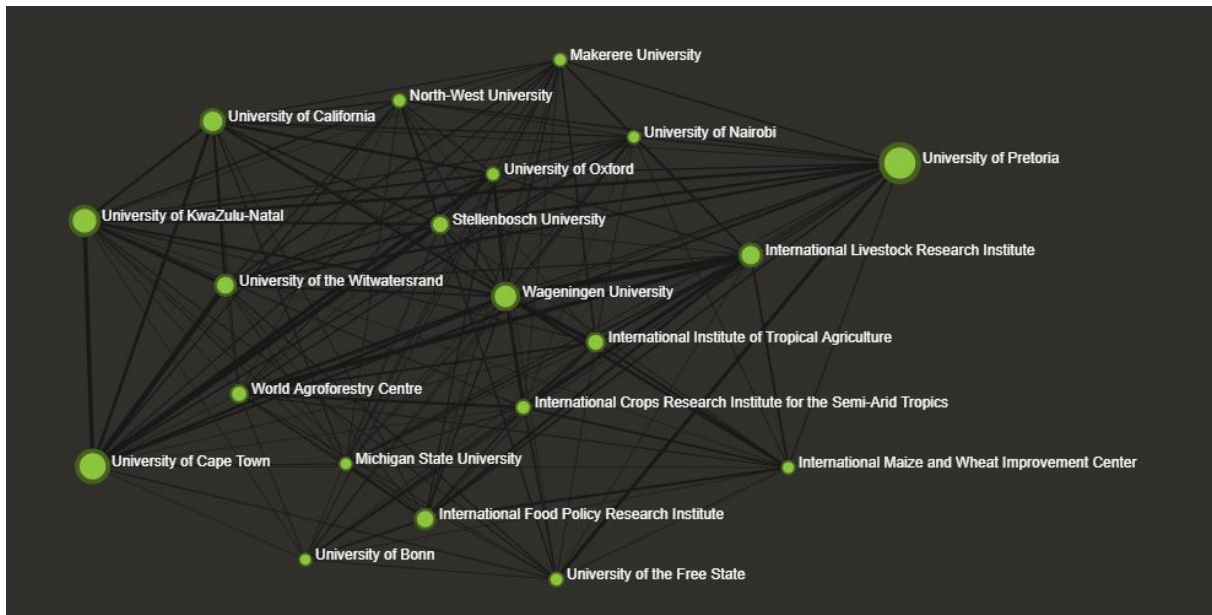 Makerere University
North-West University
University of California
University of Nairobi
University of Pretoria
University of Oxford
University of KwaZulu-Natal
Stellenbosch University
International Livestock Research Institute
University of the Witwatersrand
Wageningen University
International Institute of Tropical Agriculture
World Agroforestry Centre
International Crops Research Institute for the Semi-Arid Tropics
University of Cape Town
Michigan State University
International Maize and Wheat Improvement Center
International Food Policy Research Institute
University of Bonn
University of the Free State